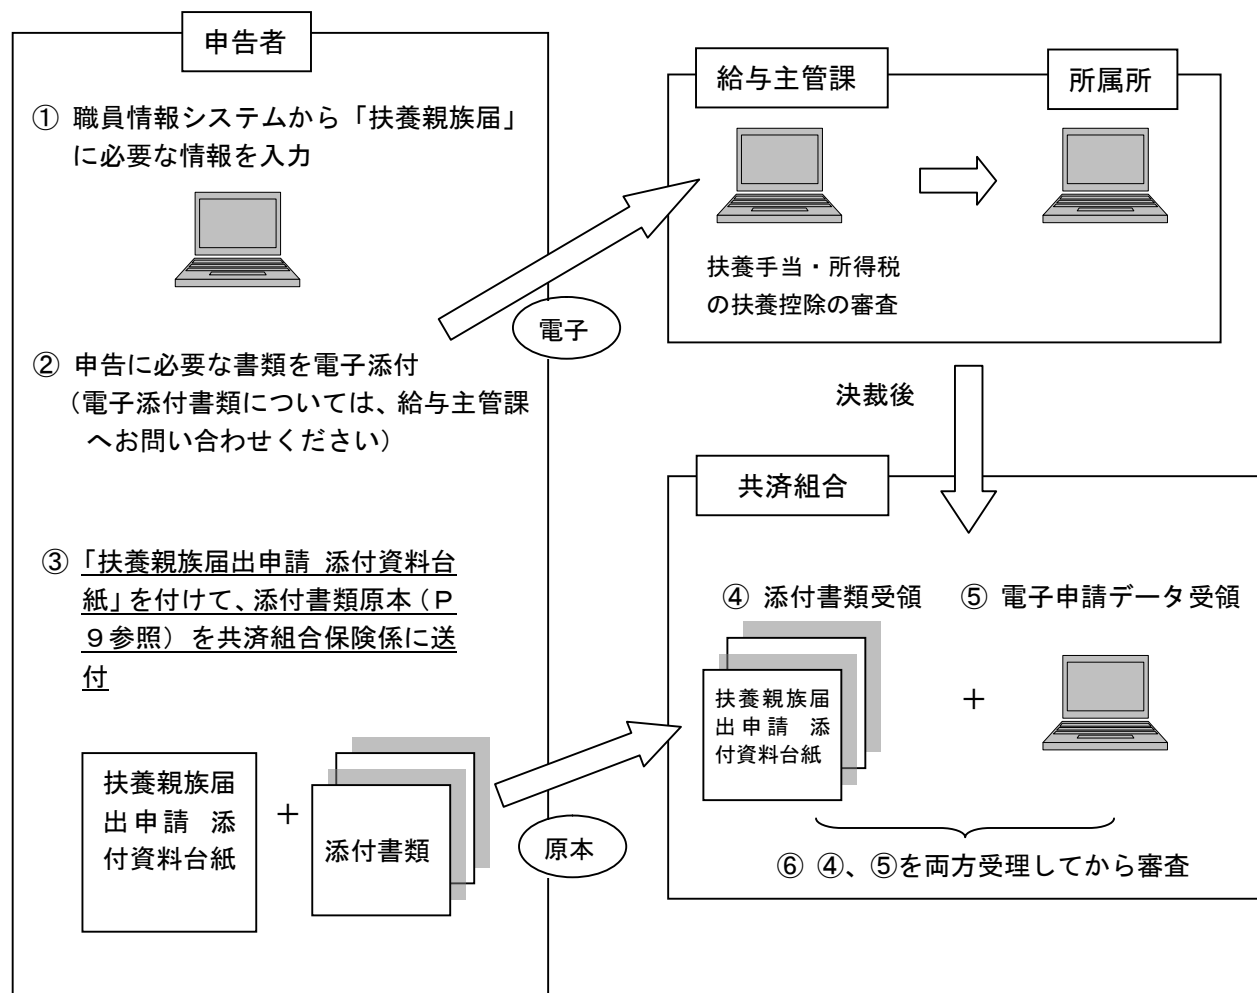 申告者
① 職員情報システムから「扶養親族届」
に必要な情報を入力
② 申告に必要な書類を電子添付
（電子添付書類については、給与主管課
へお問い合わせください）
③ 「扶養親族届出申請 添付資料台
紙」を付けて、添付書類原本（Ｐ
９参照）を共済組合保険係に送
付
扶養親族届
出申請 添
付資料台紙
＋
添付書類
電子
原本
給与主管課
所属所
扶養手当・所得税
の扶養控除の審査
決裁後
共済組合
④ 添付書類受領
⑤ 電子申請データ受領
扶養親族届
出申請 添
付資料台紙
＋
⑥ ④、⑤を両方受理してから審査